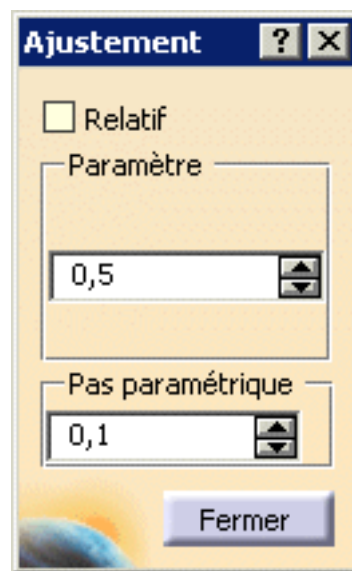 Ajustement ?
Relatif
Paramètre
0,5
Pas paramétrique
0,1
Fermer